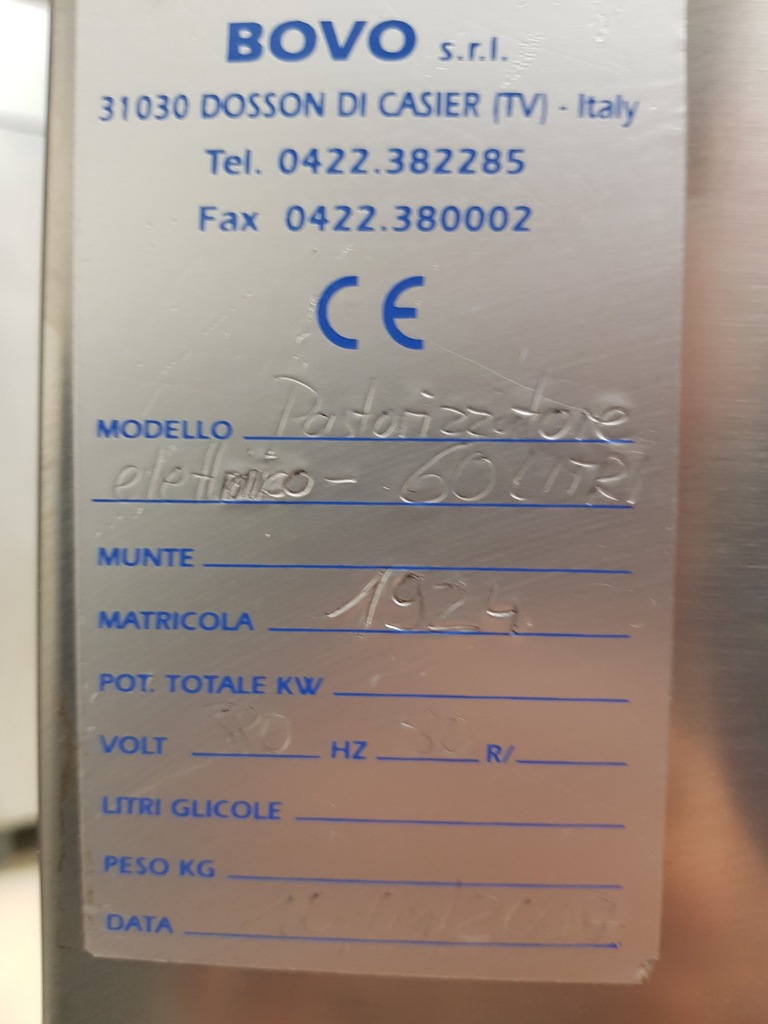 BOVO s.r.l.
31030 DOSSON DI CASIER (TV) - Italy
Tel. 0422.382285
Fax 0422.380002
CE
MODELLO Pastorizzatore
elettronico - 60 LITRI
MUNTE
MATRICOLA 1924
POT. TOTALE KW
VOLT 380 HZ 50 R/
LITRI GLICOLE
PESO KG
DATA